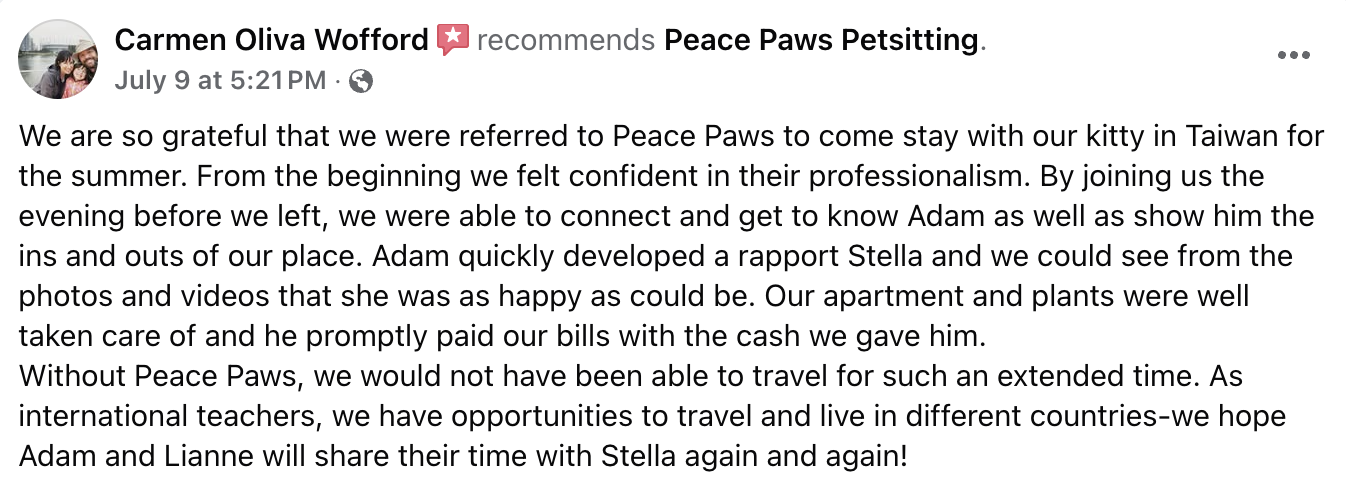 Carmen Oliva Wofford recommends Peace Paws Petsitting.
July 9 at 5:21 PM ·
We are so grateful that we were referred to Peace Paws to come stay with our kitty in Taiwan for
the summer. From the beginning we felt confident in their professionalism. By joining us the
evening before we left, we were able to connect and get to know Adam as well as show him the
ins and outs of our place. Adam quickly developed a rapport Stella and we could see from the
photos and videos that she was as happy as could be. Our apartment and plants were well
taken care of and he promptly paid our bills with the cash we gave him.
Without Peace Paws, we would not have been able to travel for such an extended time. As
international teachers, we have opportunities to travel and live in different countries-we hope
Adam and Lianne will share their time with Stella again and again!